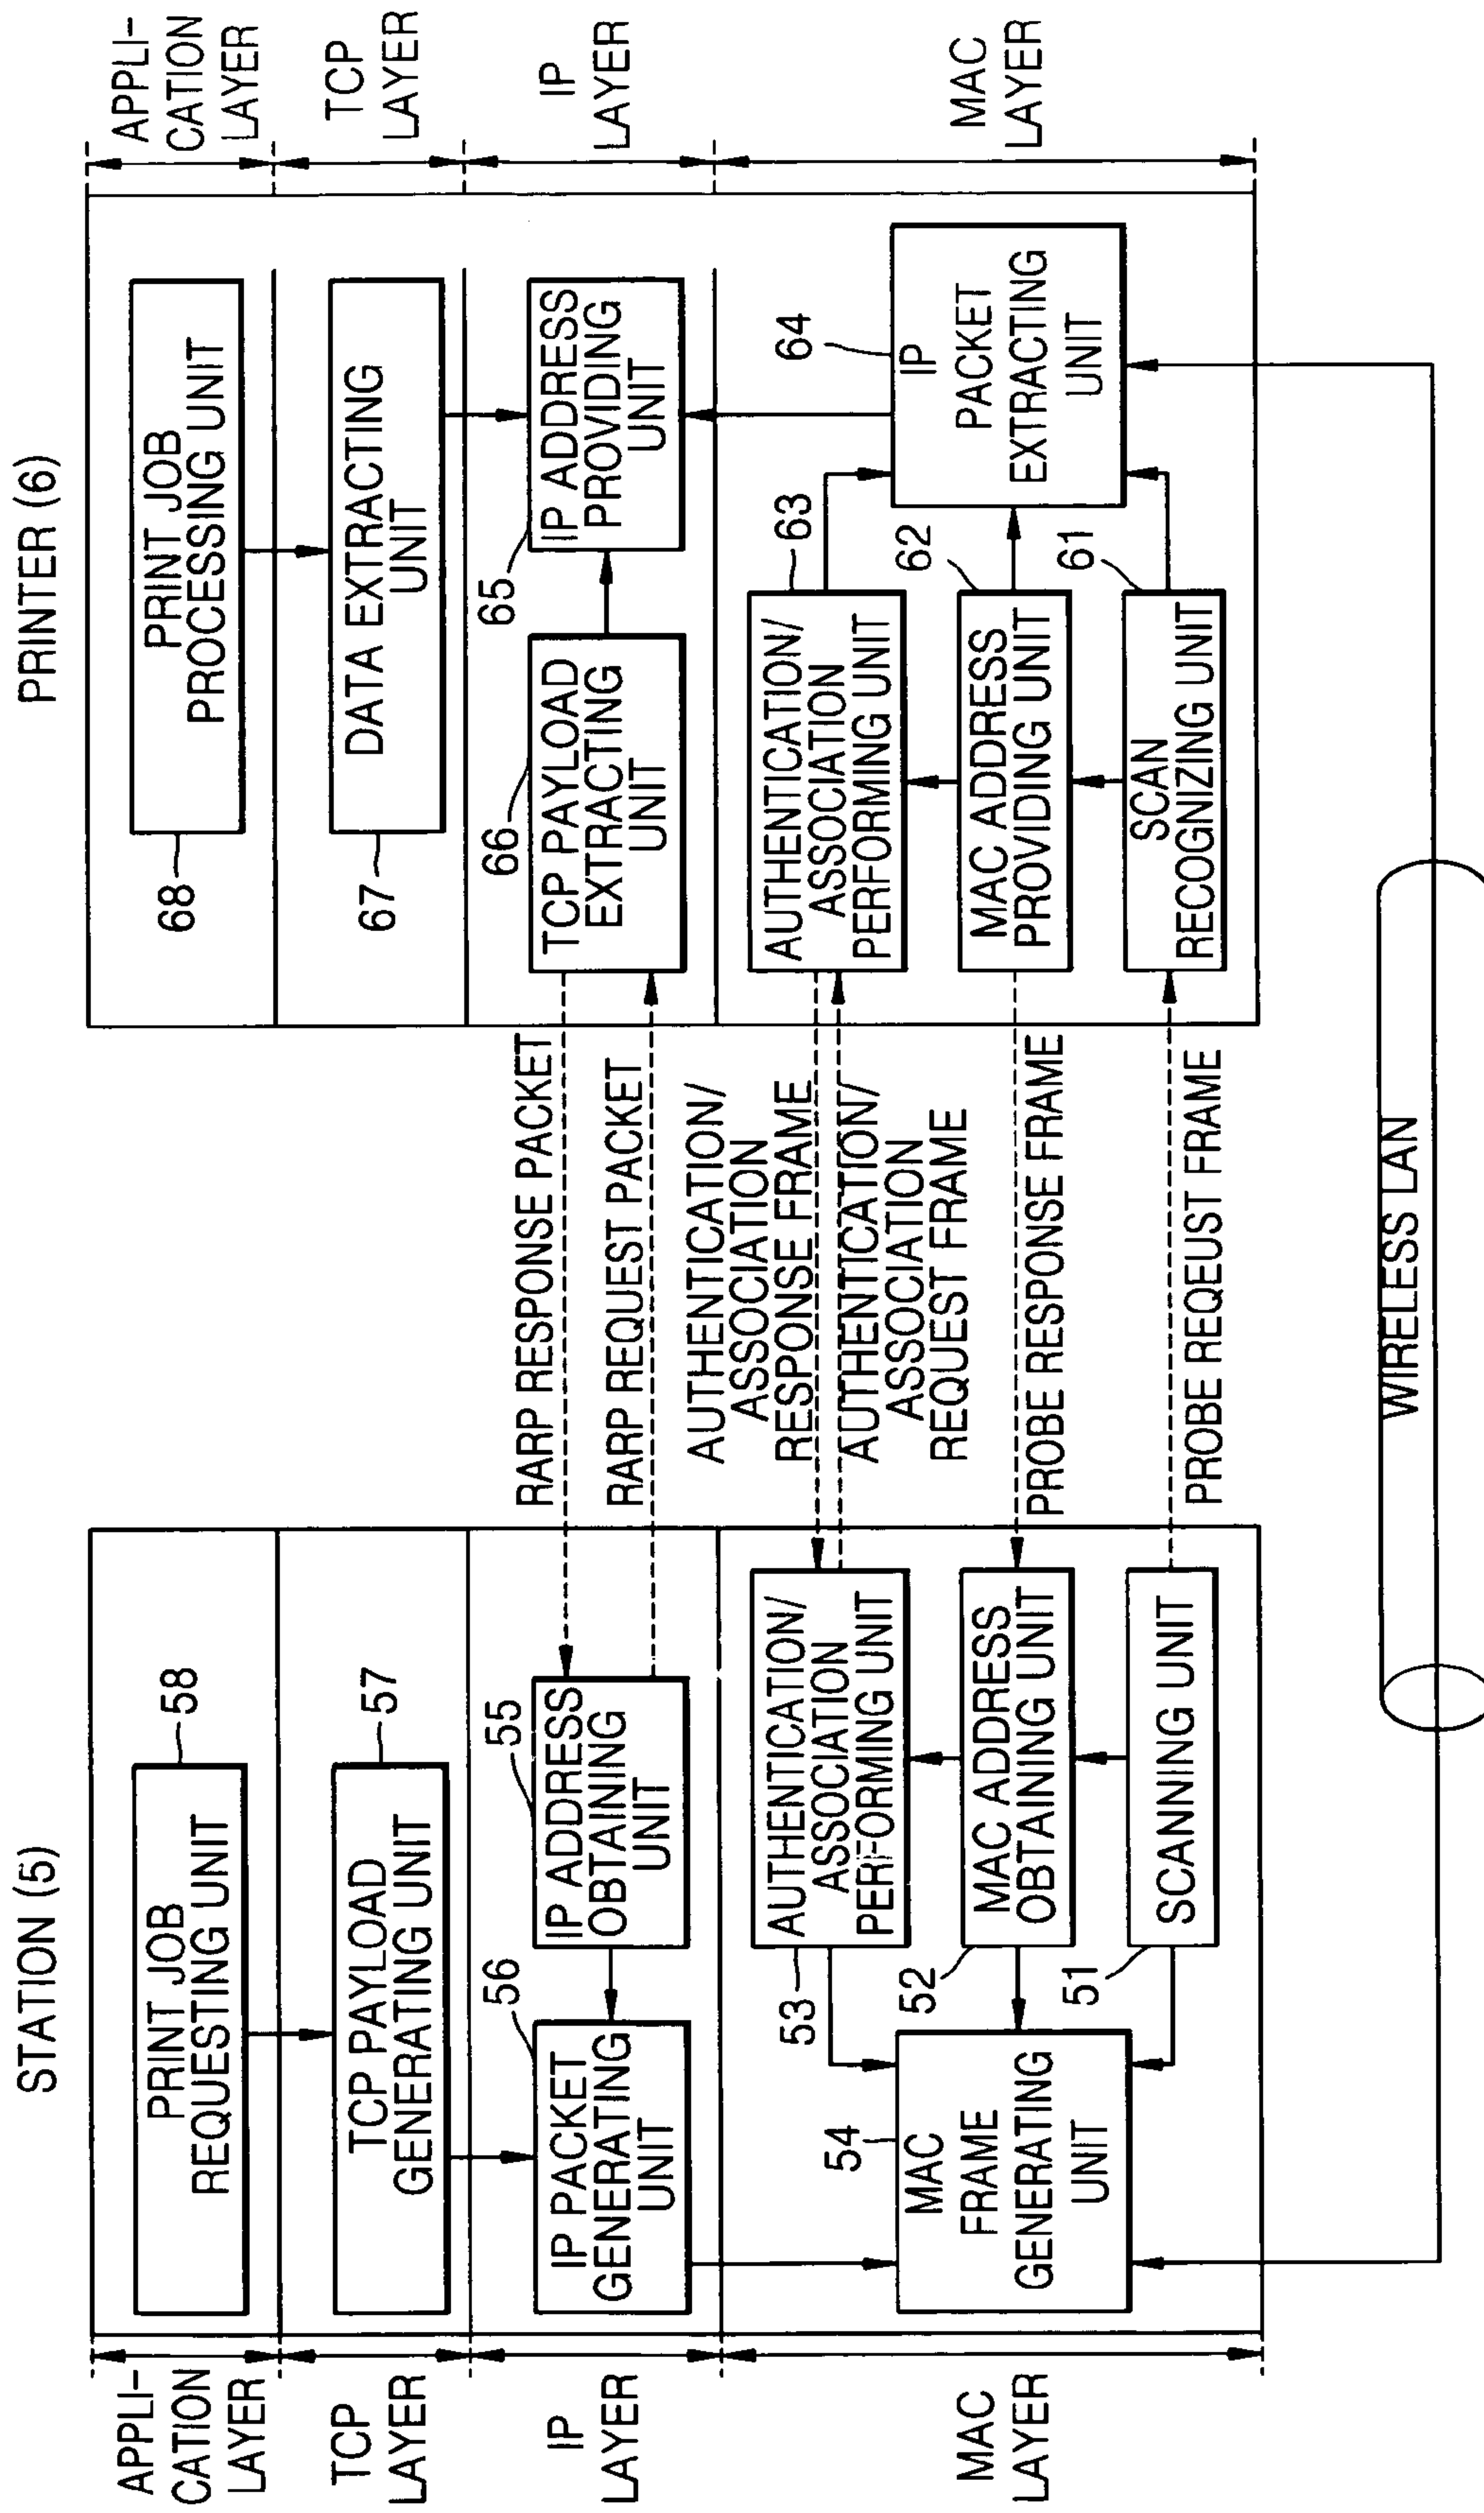 STATION (5)
PRINTER (6)
APPLI-
CATION
LAYER
PRINT JOB
REQUESTING UNIT
58
PRINT JOB
PROCESSING UNIT
68
APPLI-
CATION
LAYER
TCP
LAYER
TCP PAYLOAD
GENERATING UNIT
57
DATA EXTRACTING
UNIT
67
TCP
LAYER
IP
LAYER
56
IP PACKET
GENERATING
UNIT
55
IP ADDRESS
OBTAINING
UNIT
RARP RESPONSE PACKET
RARP REQUEST PACKET
66
TCP PAYLOAD
EXTRACTING
UNIT
65
IP ADDRESS
PROVIDING
UNIT
IP
LAYER
MAC
LAYER
54
MAC
FRAME
GENERATING
UNIT
53
AUTHENTICATION/
ASSOCIATION
PERFORMING UNIT
52
MAC ADDRESS
OBTAINING UNIT
51
SCANNING UNIT
AUTHENTICATION/
ASSOCIATION
RESPONSE FRAME
AUTHENTICATION/
ASSOCIATION
REQUEST FRAME
PROBE RESPONSE FRAME
PROBE REQEUST FRAME
AUTHENTICATION/
ASSOCIATION
PERFORMING UNIT
63
MAC ADDRESS
PROVIDING UNIT
62
SCAN
RECOGNIZING UNIT
61
64
IP
PACKET
EXTRACTING
UNIT
MAC
LAYER
WIRELESS LAN